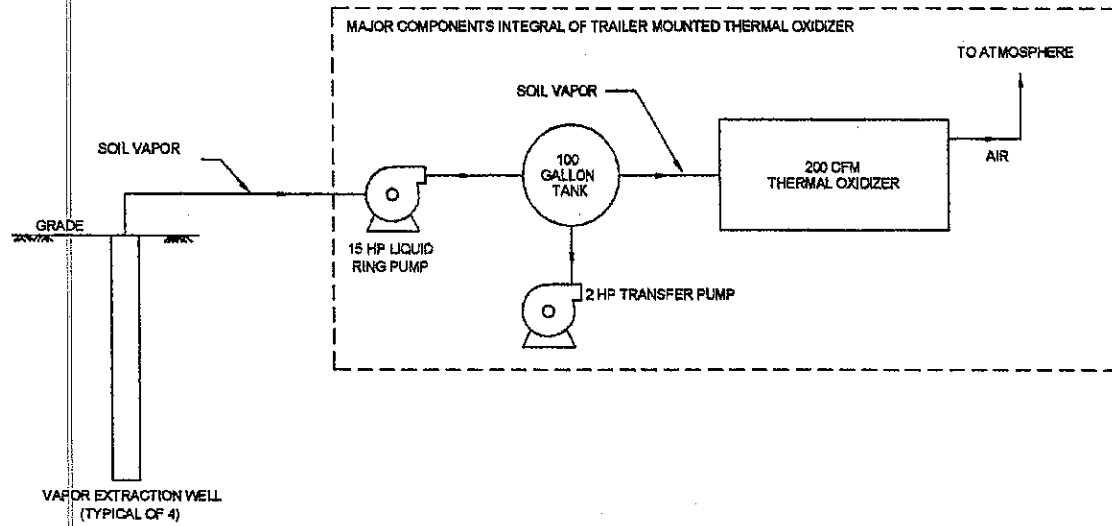 MAJOR COMPONENTS INTEGRAL OF TRAILER MOUNTED THERMAL OXIDIZER
TO ATMOSPHERE
SOIL VAPOR
SOIL VAPOR
100
GALLON
TANK
200 CFM
THERMAL OXIDIZER
AIR
GRADE
15 HP LIQUID
RING PUMP
2 HP TRANSFER PUMP
VAPOR EXTRACTION WELL
(TYPICAL OF 4)